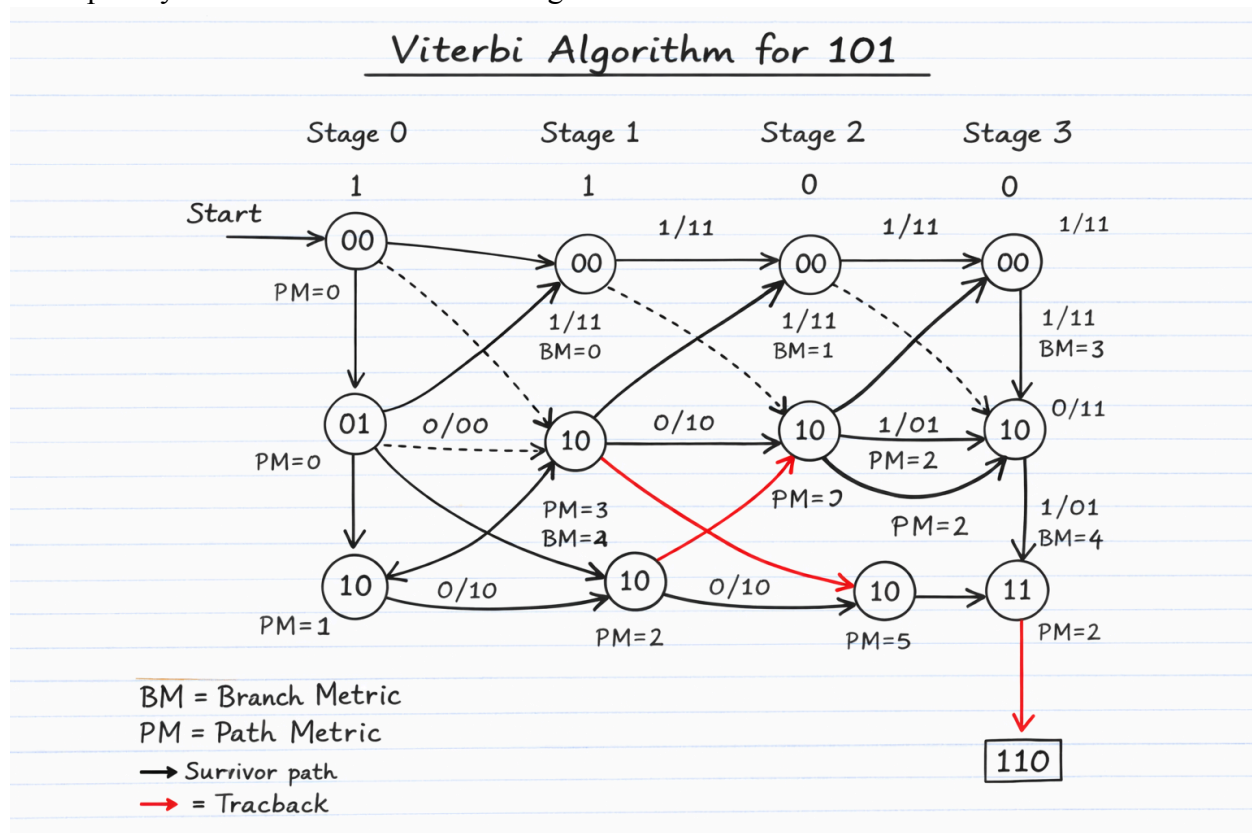 Viterbi Algorithm for 101
Stage 0 Stage 1 Stage 2 Stage 3
1 1 0 0
Start
1/11 1/11 1/11
00 00 00 00
PM=0
1/11 1/11 1/11
BM=0 BM=1 BM=3
0/11
01 0/00 10 0/10 10 1/01 10
PM=0 PM=2
PM=3 PM=
BM= PM=2 1/01
BM=4
10 0/10 10 0/10 10 11
PM=1 PM=2 PM=5 PM=2
BM = Branch Metric
PM = Path Metric
Survivor path
= Tracback
110